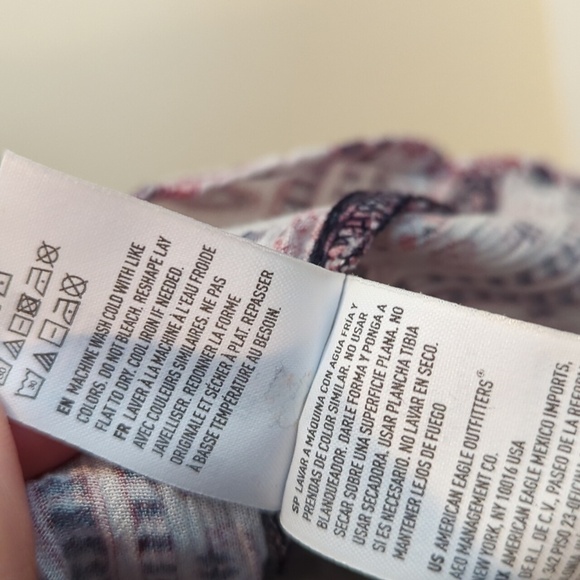 EN MACHINE WASH COLD WITH LIKE
COLORS. DO NOT BLEACH. RESHAPE LAY
FLAT TO DRY. COOL IRON IF NEEDED.
FR LAVER À LA MACHINE À L'EAU FROIDE
AVEC COULEURS SIMILAIRES. NE PAS
JAVELLISER. REDONNER LA FORME
ORIGINALE ET SÉCHER À PLAT. REPASSER
À BASSE TEMPÉRATURE AU BESOIN.
SP LAVAR A MAQUINA CON AGUA FRIA Y
PRENDAS DE COLOR SIMILAR. NO USAR
BLANQUEADOR. DARLE FORMA Y PONGA A
SECAR SOBRE UNA SUPERFICIE PLANA. NO
USAR SECADORA. USAR PLANCHA TIBIA
SI ES NECESARIO. NO LAVAR EN SECO.
MANTENER LEJOS DE FUEGO
US AMERICAN EAGLE OUTFITTERS®
AEO MANAGEMENT CO.
NEW YORK, NY 10016 USA
AMERICAN EAGLE MEXICO IMPORTS,
DE R.L. DE C.V. PASEO DE LA
PISO